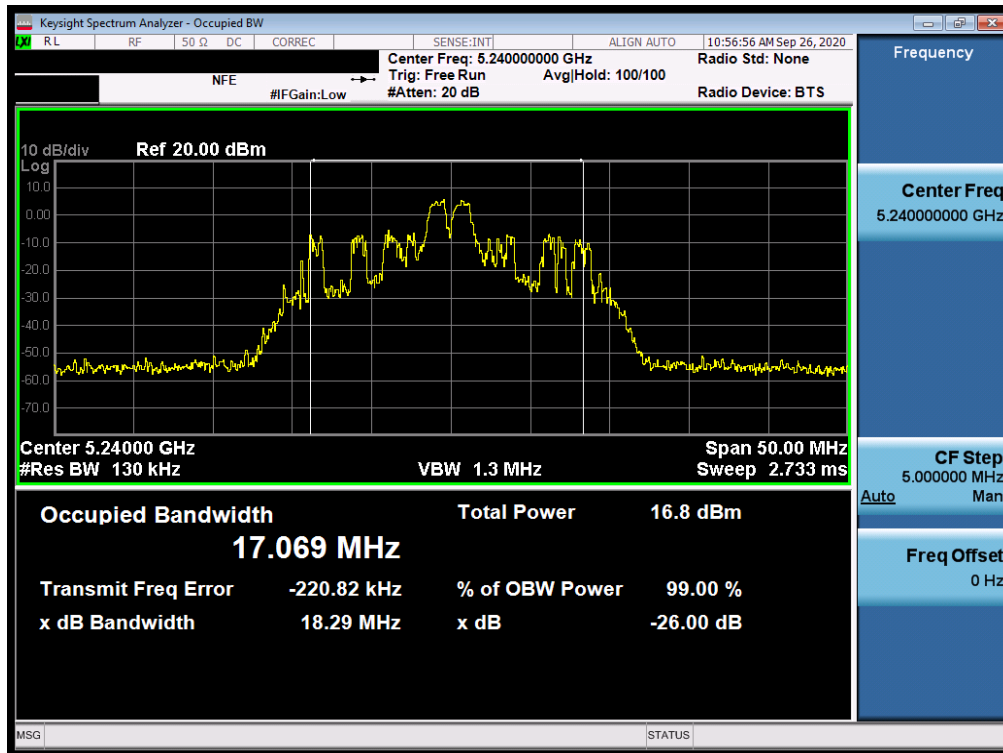 Keysight Spectrum Analyzer - Occupied BW
LXI RL RF 50 Ω DC CORREC SENSE:INT ALIGN AUTO 10:56:56 AM Sep 26, 2020
Center Freq: 5.240000000 GHz Radio Std: None
NFE Trig: Free Run Avg|Hold: 100/100
#IFGain:Low #Atten: 20 dB Radio Device: BTS
10 dB/div Ref 20.00 dBm
Log
10.0
0.00
-10.0
-20.0
-30.0
-40.0
-50.0
-60.0
-70.0
Center 5.24000 GHz Span 50.00 MHz
#Res BW 130 kHz VBW 1.3 MHz Sweep 2.733 ms
Occupied Bandwidth Total Power 16.8 dBm
17.069 MHz
Transmit Freq Error -220.82 kHz % of OBW Power 99.00 %
x dB Bandwidth 18.29 MHz x dB -26.00 dB
MSG STATUS
Frequency
Center Freq
5.240000000 GHz
CF Step
5.000000 MHz
Auto Man
Freq Offset
0 Hz